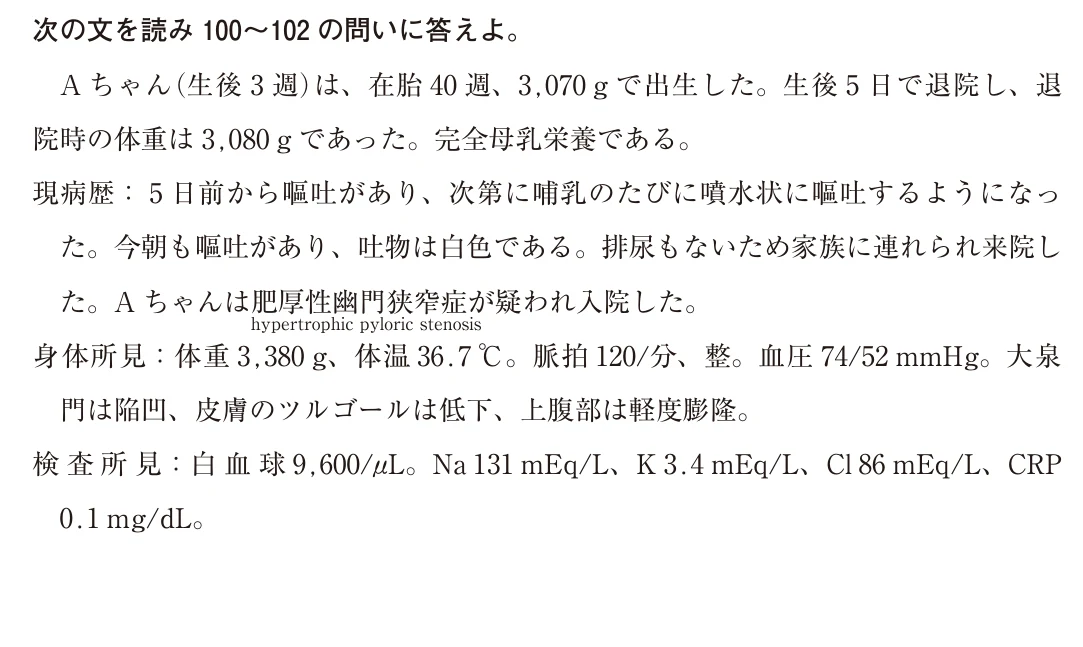 次の文を読み 100〜102 の問いに答えよ。
A ちゃん(生後 3 週)は、在胎 40 週、3,070 g で出生した。生後 5 日で退院し、退
院時の体重は 3,080 g であった。完全母乳栄養である。
現病歴：5 日前から嘔吐があり、次第に哺乳のたびに噴水状に嘔吐するようになっ
た。今朝も嘔吐があり、吐物は白色である。排尿もないため家族に連れられ来院し
た。A ちゃんは肥厚性幽門狭窄症が疑われ入院した。
hypertrophic pyloric stenosis
身体所見：体重 3,380 g、体温 36.7 ℃。脈拍 120/分、整。血圧 74/52 mmHg。大泉
門は陥凹、皮膚のツルゴールは低下、上腹部は軽度膨隆。
検査所見：白血球 9,600/μL。Na 131 mEq/L、K 3.4 mEq/L、Cl 86 mEq/L、CRP
0.1 mg/dL。